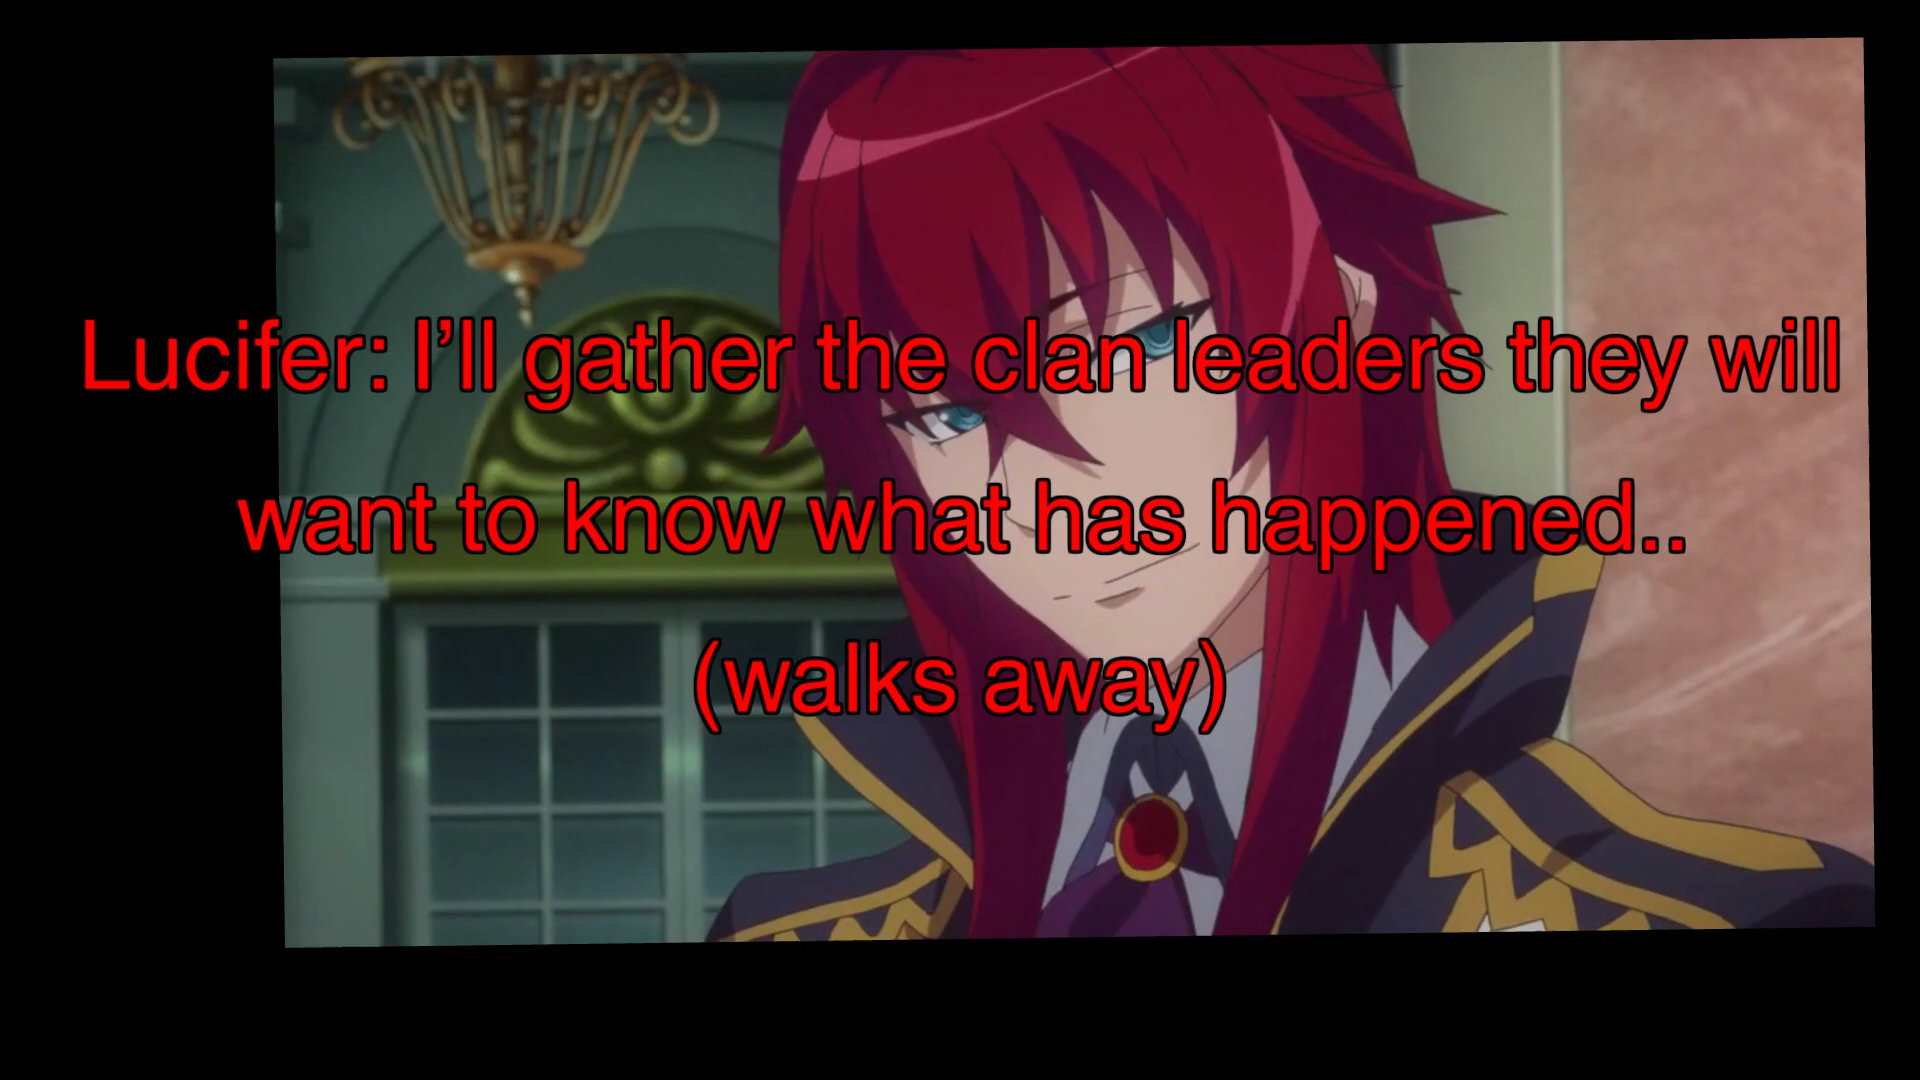 Lucifer: I’ll gather the clan leaders they will
want to know what has happened..
(walks away)